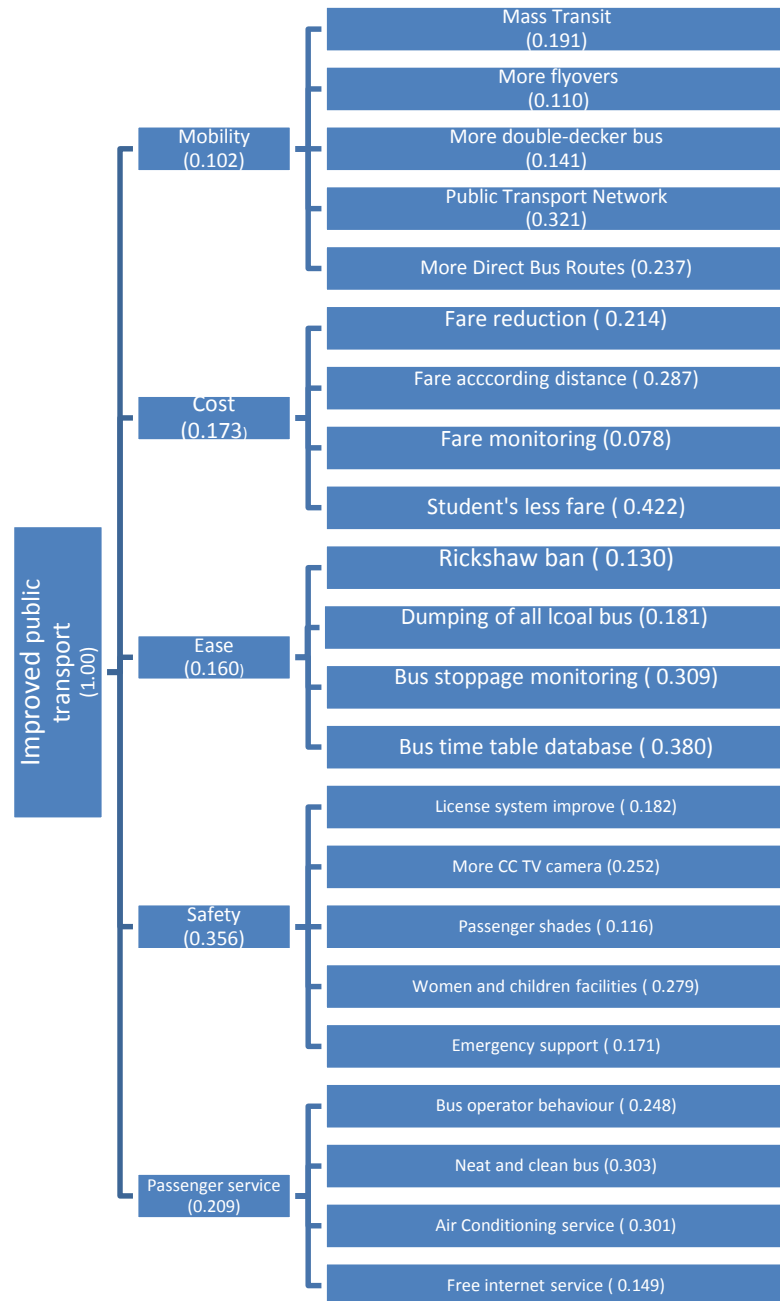 Improved public
transport
(1.00)
Mobility
(0.102)
Mass Transit
(0.191)
More flyovers
(0.110)
More double-decker bus
(0.141)
Public Transport Network
(0.321)
More Direct Bus Routes (0.237)
Cost
(0.173)
Fare reduction ( 0.214)
Fare acccording distance ( 0.287)
Fare monitoring (0.078)
Student's less fare ( 0.422)
Ease
(0.160)
Rickshaw ban ( 0.130)
Dumping of all lcoal bus (0.181)
Bus stoppage monitoring ( 0.309)
Bus time table database ( 0.380)
Safety
(0.356)
License system improve ( 0.182)
More CC TV camera (0.252)
Passenger shades ( 0.116)
Women and children facilities ( 0.279)
Emergency support ( 0.171)
Passenger service
(0.209)
Bus operator behaviour ( 0.248)
Neat and clean bus (0.303)
Air Conditioning service ( 0.301)
Free internet service ( 0.149)